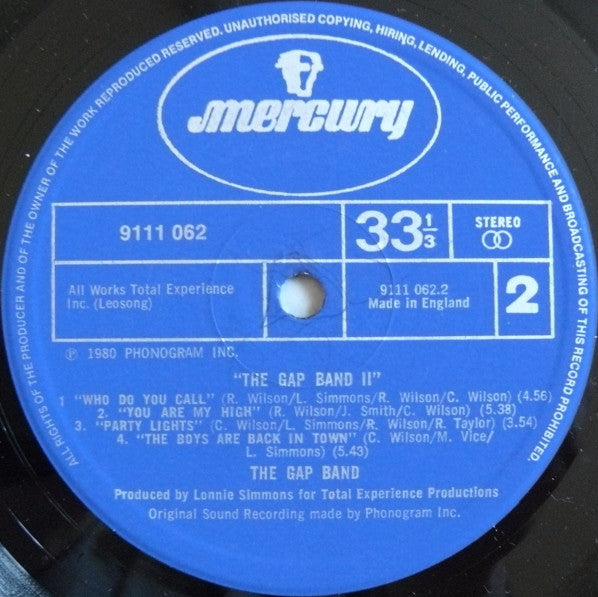 ALL RIGHTS OF THE PRODUCER AND OF THE OWNER OF THE WORK REPRODUCED RESERVED. UNAUTHORISED COPYING, HIRING, LENDING, PUBLIC PERFORMANCE AND BROADCASTING OF THIS RECORD PROHIBITED.
mercury
9111 062
33 1/3
STEREO
All Works Total Experience
Inc. (Leosong)
9111 062.2
Made in England
2
℗ 1980 PHONOGRAM INC.
"THE GAP BAND II"
1 "WHO DO YOU CALL" (R. Wilson/L. Simmons/R. Wilson/C. Wilson) (4.56)
2. "YOU ARE MY HIGH" (R. Wilson/J. Smith/C. Wilson) (5.38)
3. "PARTY LIGHTS" (C. Wilson/L. Simmons/R. Wilson/R. Taylor) (3.54)
4. "THE BOYS ARE BACK IN TOWN" (C. Wilson/M. Vice/
L. Simmons) (5.43)
THE GAP BAND
Produced by Lonnie Simmons for Total Experience Productions
Original Sound Recording made by Phonogram Inc.